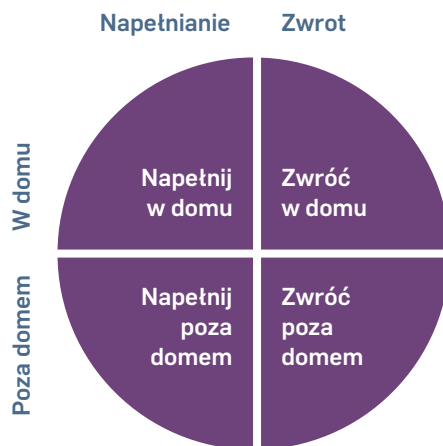 Napełnianie
Zwrot
W domu
Napełnij
w domu
Zwróć
w domu
Poza domem
Napełnij
poza
domem
Zwróć
poza
domem